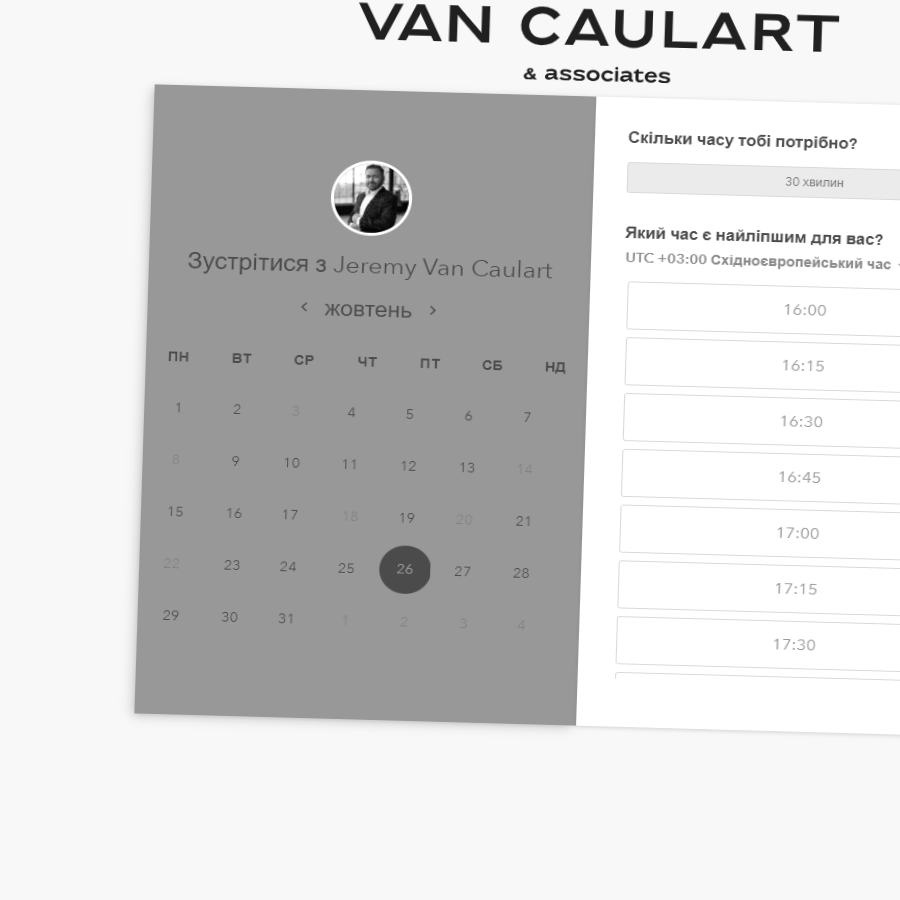 VAN CAULART
& associates
Зустрітися з Jeremy Van Caulart
‹ жовтень ›
ПН ВТ СР ЧТ ПТ СБ НД
1 2 3 4 5 6 7
8 9 10 11 12 13 14
15 16 17 18 19 20 21
22 23 24 25 26 27 28
29 30 31 1 2 3 4
Скільки часу тобі потрібно?
30 хвилин
Який час є найліпшим для вас?
UTC +03:00 Східноєвропейський час
16:00
16:15
16:30
16:45
17:00
17:15
17:30